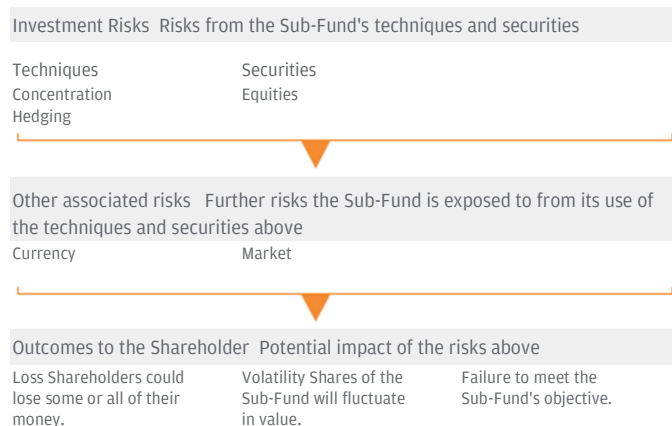 Investment Risks Risks from the Sub-Fund's techniques and securities
Techniques
Concentration
Hedging
Securities
Equities
Other associated risks Further risks the Sub-Fund is exposed to from its use of
the techniques and securities above
Currency
Market
Outcomes to the Shareholder Potential impact of the risks above
Loss Shareholders could
lose some or all of their
money.
Volatility Shares of the
Sub-Fund will fluctuate
in value.
Failure to meet the
Sub-Fund's objective.